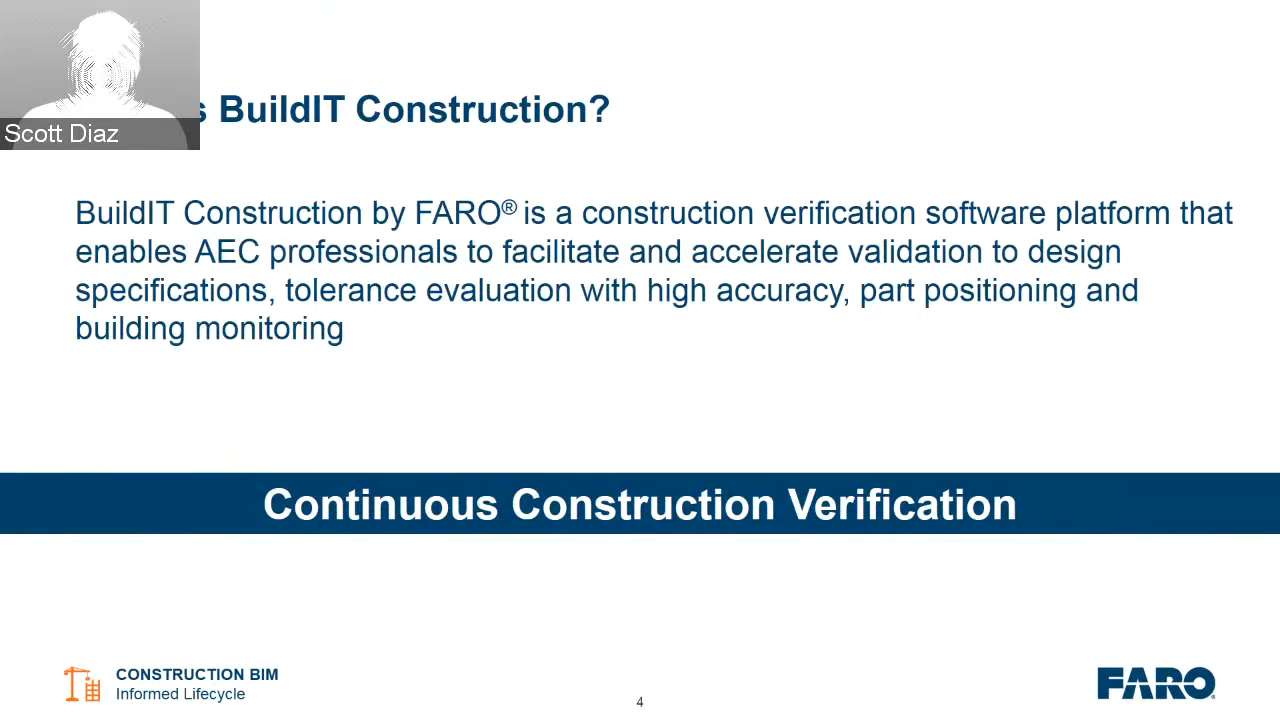 s BuildIT Construction?
Scott Diaz
BuildIT Construction by FARO® is a construction verification software platform that
enables AEC professionals to facilitate and accelerate validation to design
specifications, tolerance evaluation with high accuracy, part positioning and
building monitoring
Continuous Construction Verification
CONSTRUCTION BIM
Informed Lifecycle
4
FARO